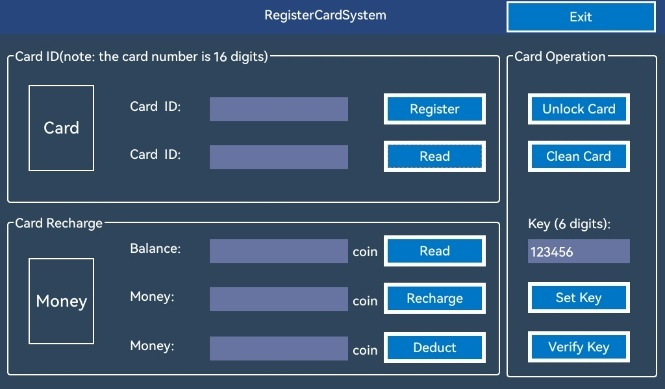 RegisterCardSystem
Exit
Card ID(note: the card number is 16 digits)
Card
Card ID:
Register
Card ID:
Read
Card Recharge
Money
Balance:
coin
Read
Money:
coin
Recharge
Money:
coin
Deduct
Card Operation
Unlock Card
Clean Card
Key (6 digits):
123456
Set Key
Verify Key